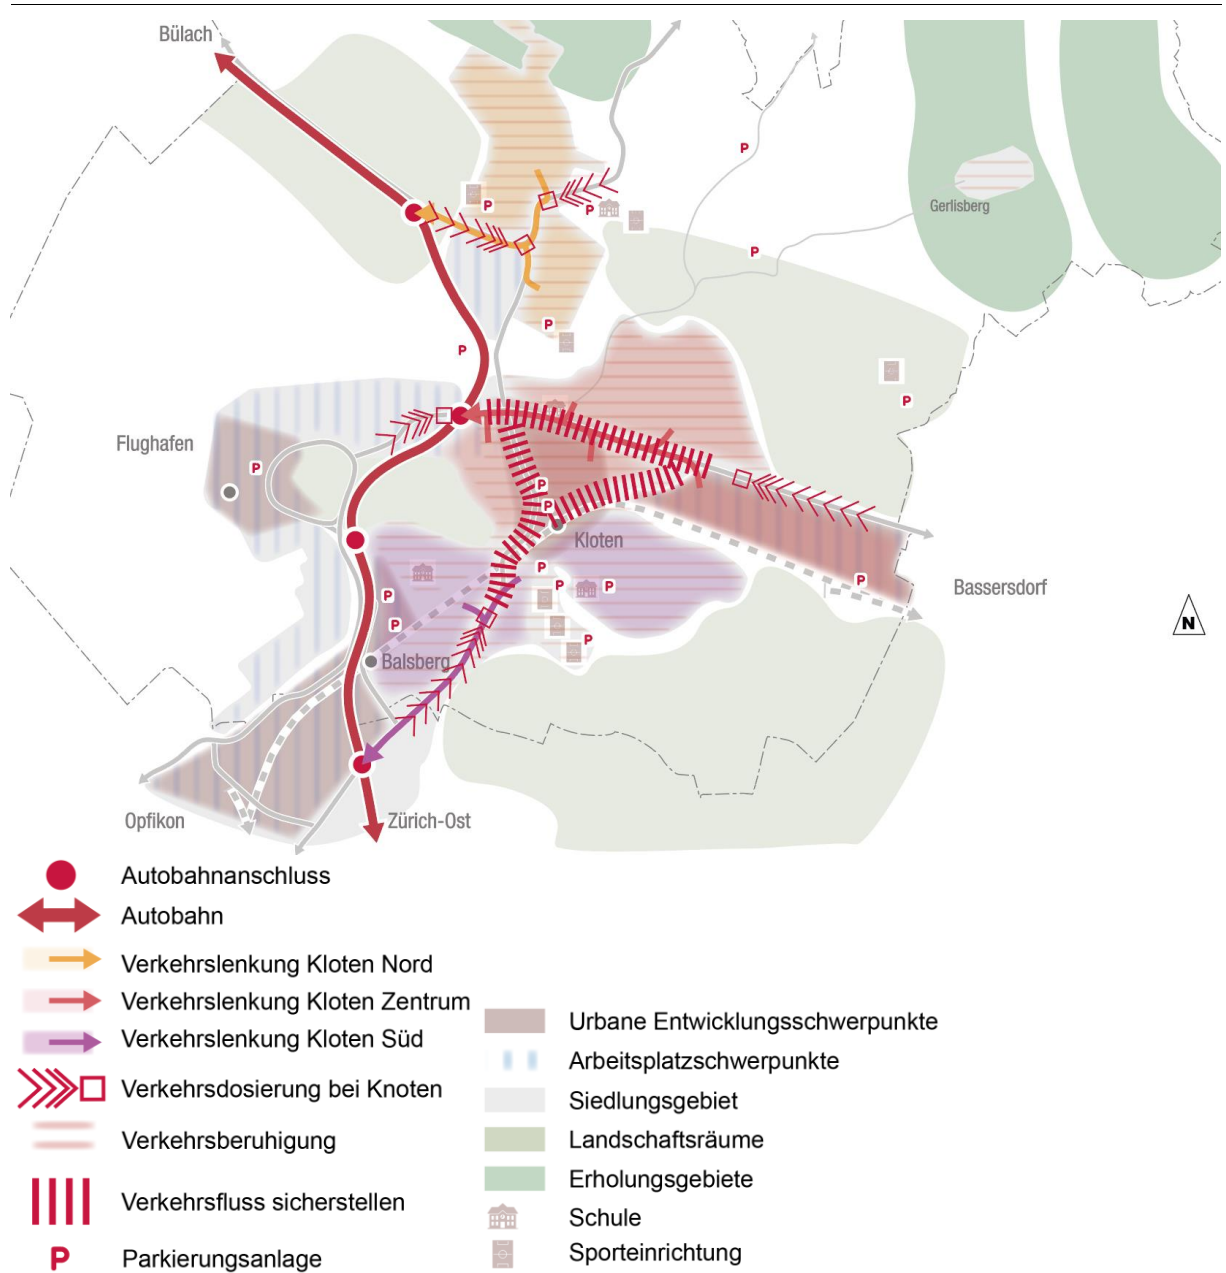 Bülach
P
P
P
Gerlisberg
P
P
P
P
Flughafen
P
P
P
Kloten
P
P
P
P
Bassersdorf
P
P
P
N
Balsberg
Opfikon
Zürich-Ost
Autobahnanschluss
Autobahn
Verkehrslenkung Kloten Nord
Verkehrslenkung Kloten Zentrum
Verkehrslenkung Kloten Süd
Verkehrsdosierung bei Knoten
Verkehrsberuhigung
Verkehrsfluss sicherstellen
P Parkierungsanlage
Urbane Entwicklungsschwerpunkte
Arbeitsplatzschwerpunkte
Siedlungsgebiet
Landschaftsräume
Erholungsgebiete
Schule
Sporteinrichtung